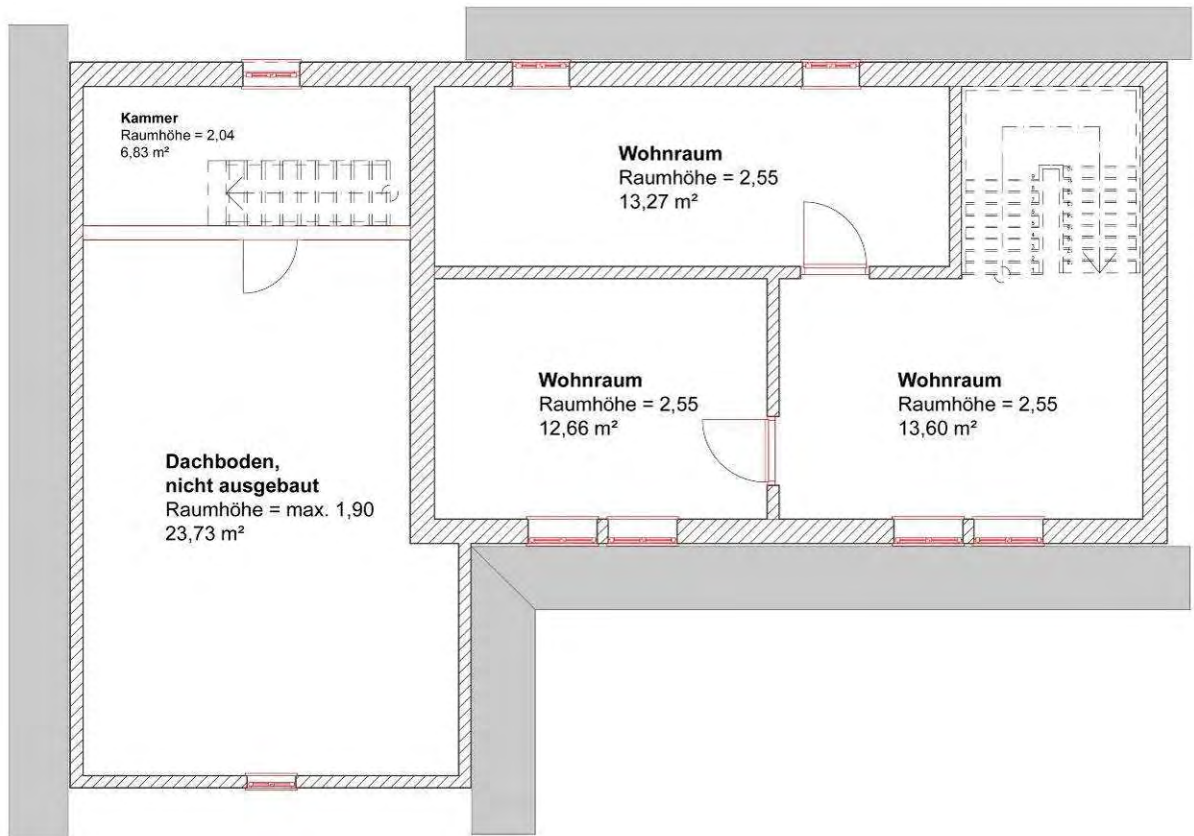 Kammer
Raumhöhe = 2,04
6,83 m²
Wohnraum
Raumhöhe = 2,55
13,27 m²
Wohnraum
Raumhöhe = 2,55
12,66 m²
Wohnraum
Raumhöhe = 2,55
13,60 m²
Dachboden,
nicht ausgebaut
Raumhöhe = max. 1,90
23,73 m²